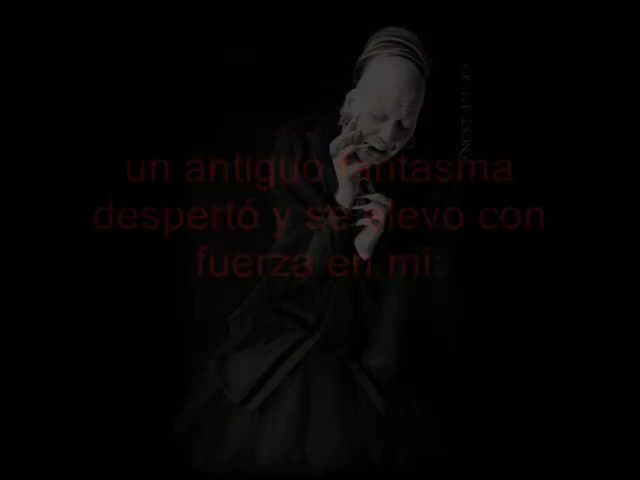 un antiguo fantasma
despertó y se elevo con
fuerza en mi: